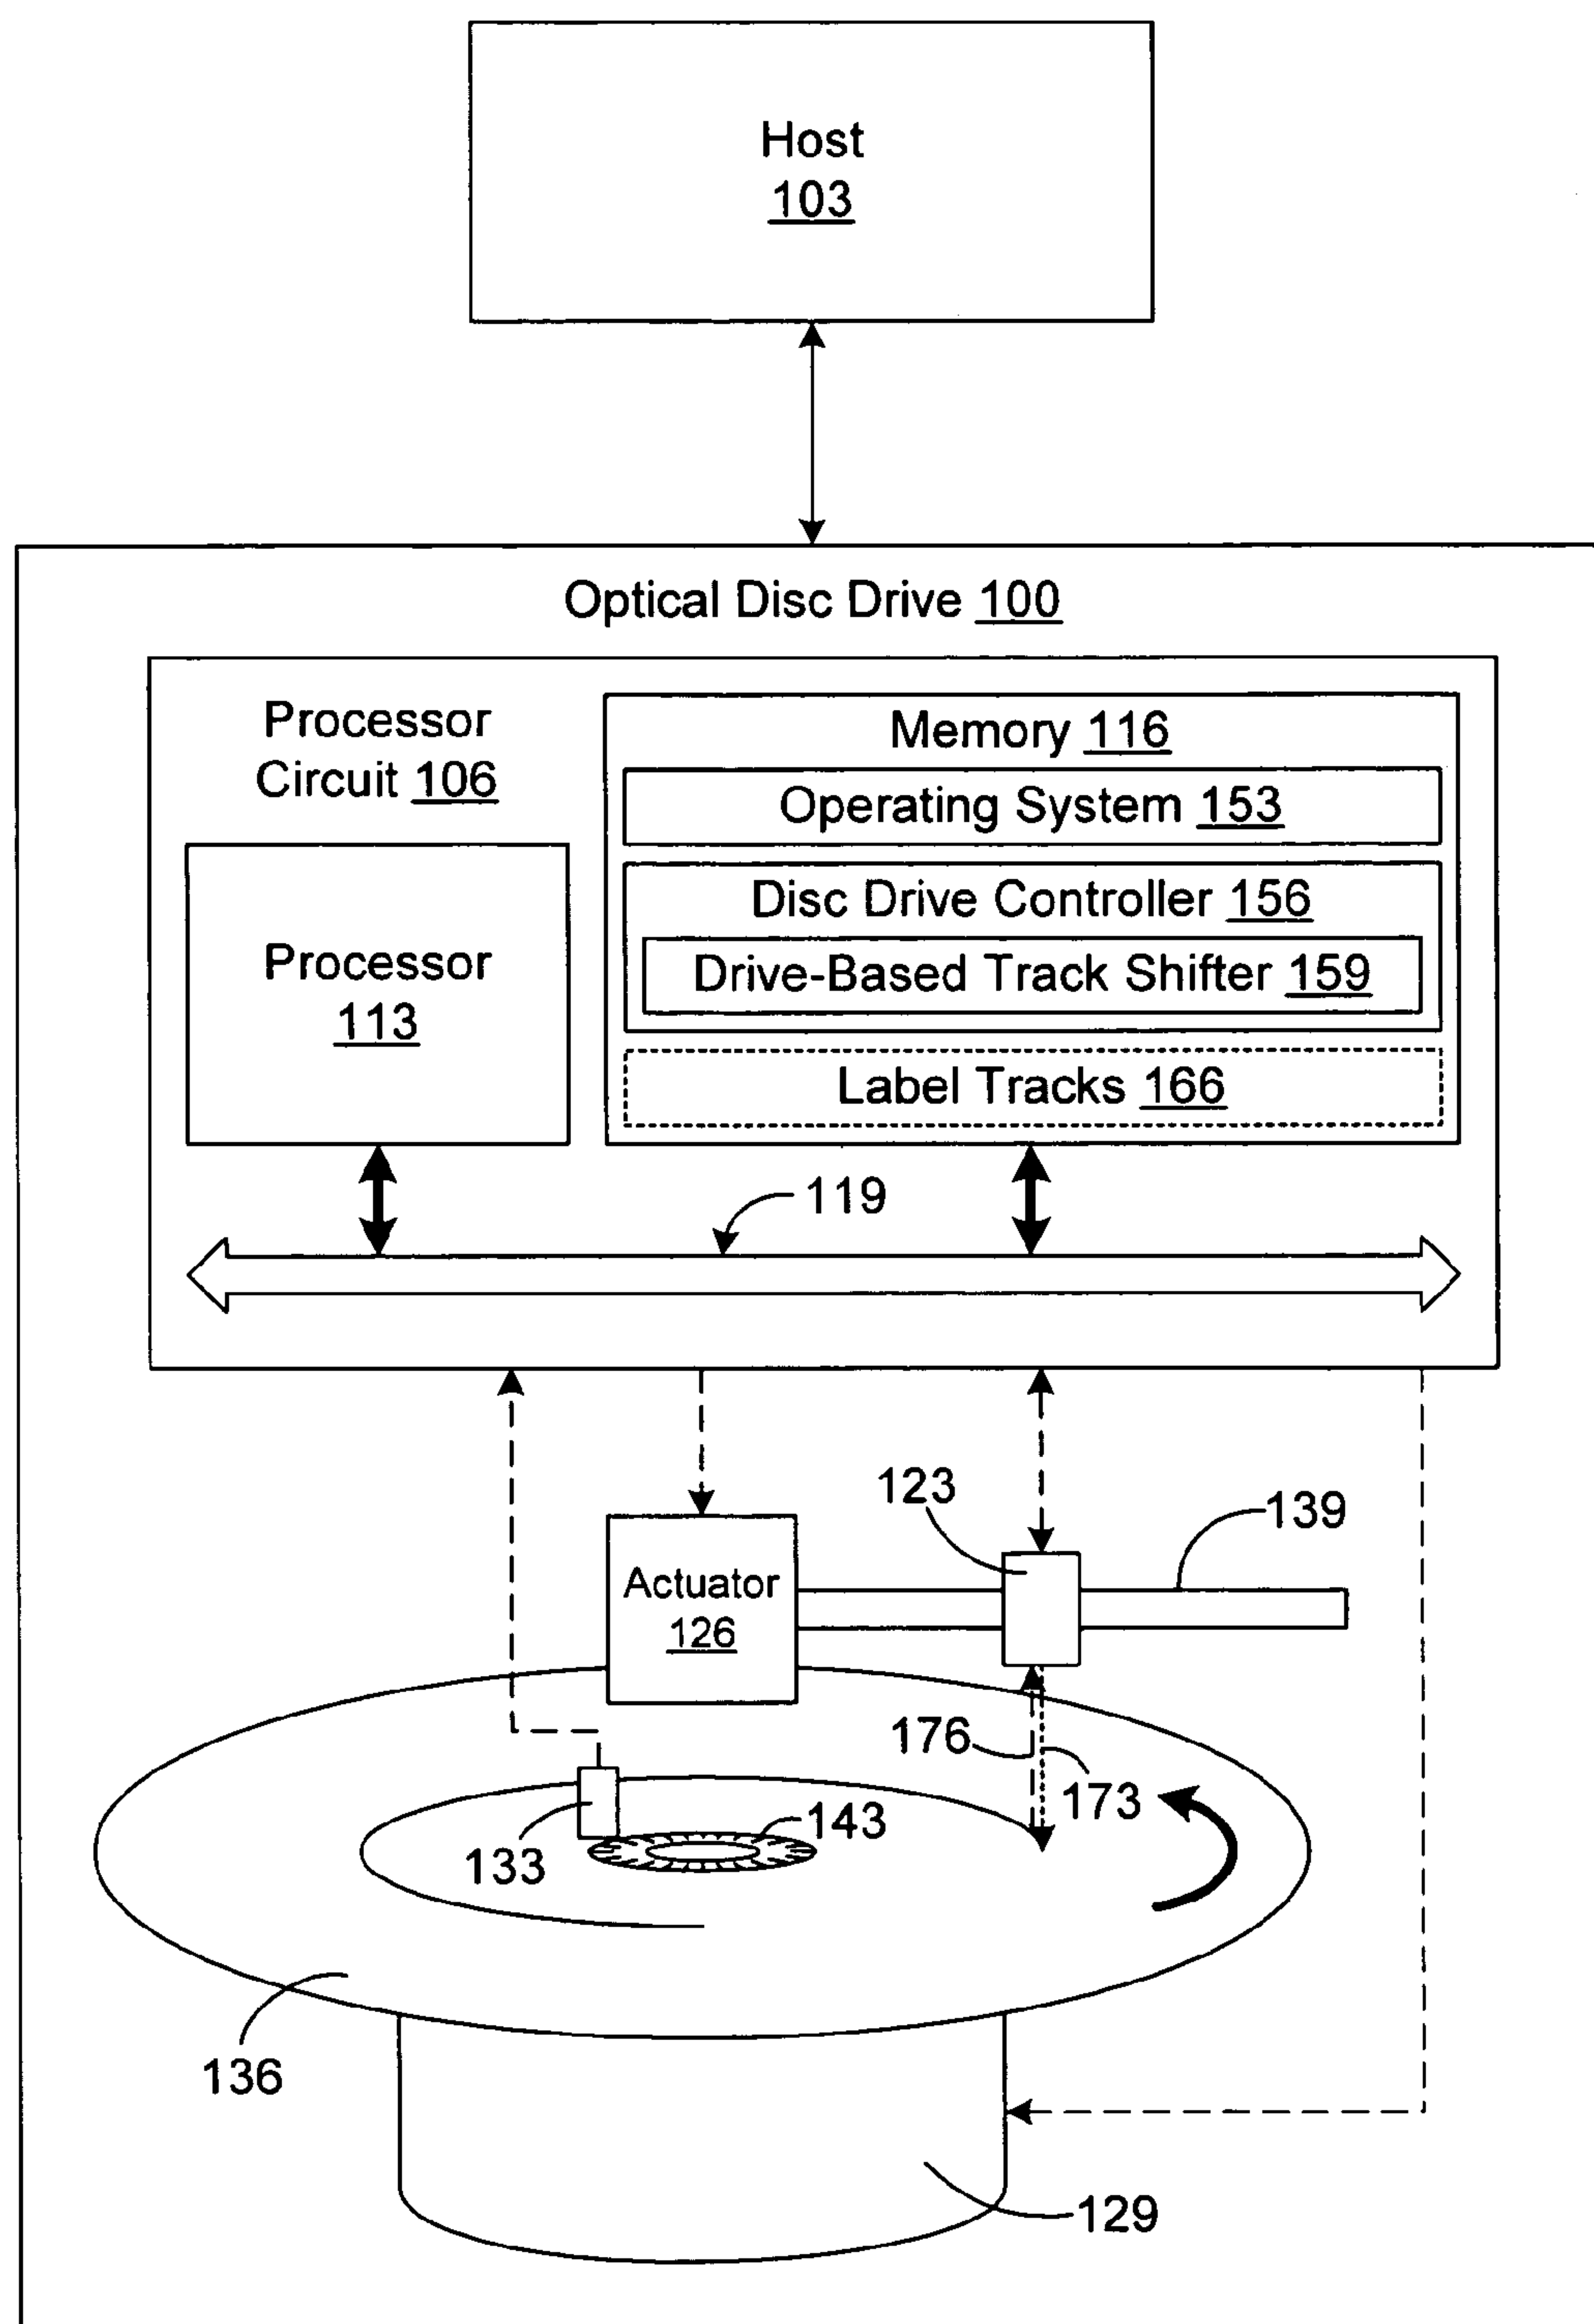 Host
103
Optical Disc Drive 100
Processor
Circuit 106
Memory 116
Operating System 153
Disc Drive Controller 156
Drive-Based Track Shifter 159
Label Tracks 166
Processor
113
119
123
139
Actuator
126
176
173
143
133
136
129